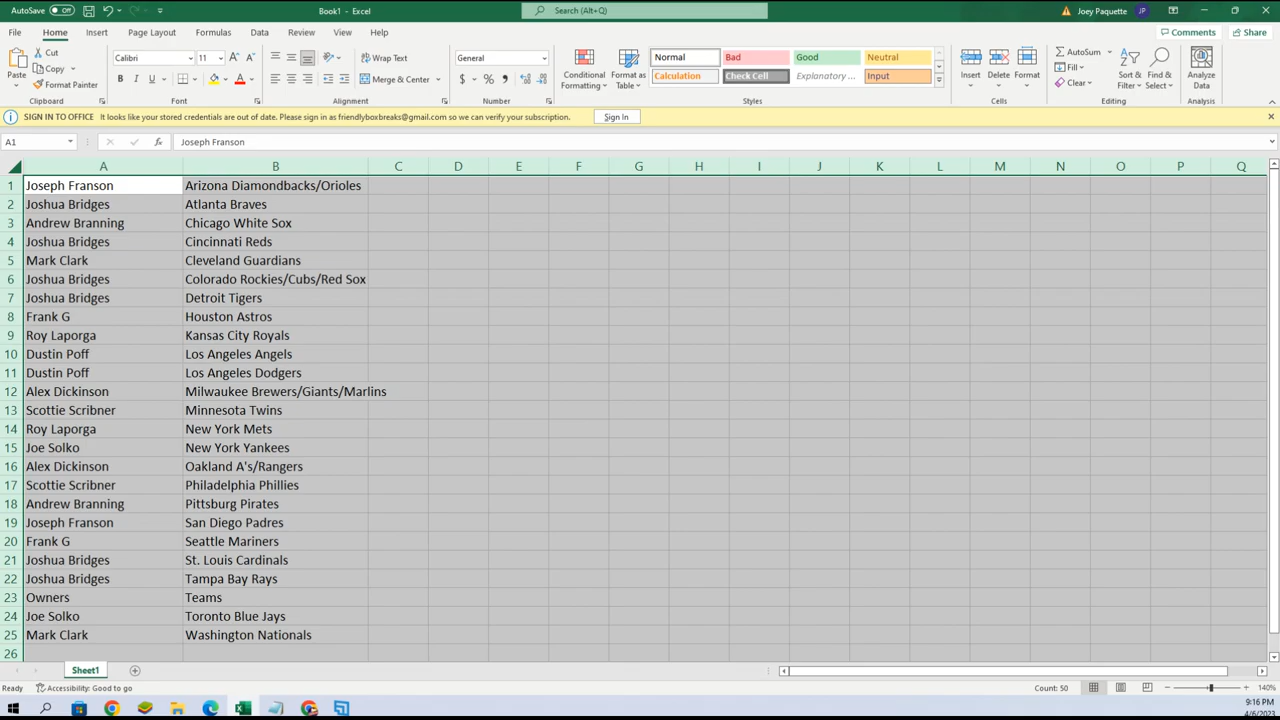 AutoSave Off Book1 - Excel Search (Alt+Q) Joey Paquette JP
File Home Insert Page Layout Formulas Data Review View Help Comments Share
Cut Calibri 11 Wrap Text General Normal Bad Good Neutral AutoSum
Copy Fill
Paste Format Painter Merge & Center Conditional Formatting Format as Table Calculation Check Cell Explanatory ... Input Insert Delete Format Clear Sort & Filter Find & Select Analyze Data
Clipboard Font Alignment Number Styles Cells Editing Analysis
SIGN IN TO OFFICE It looks like your stored credentials are out of date. Please sign in as friendlyboxbreaks@gmail.com so we can verify your subscription. Sign In
A1 Joseph Franson
A B C D E F G H I J K L M N O P Q
1 Joseph Franson Arizona Diamondbacks/Orioles
2 Joshua Bridges Atlanta Braves
3 Andrew Branning Chicago White Sox
4 Joshua Bridges Cincinnati Reds
5 Mark Clark Cleveland Guardians
6 Joshua Bridges Colorado Rockies/Cubs/Red Sox
7 Joshua Bridges Detroit Tigers
8 Frank G Houston Astros
9 Roy Laporga Kansas City Royals
10 Dustin Poff Los Angeles Angels
11 Dustin Poff Los Angeles Dodgers
12 Alex Dickinson Milwaukee Brewers/Giants/Marlins
13 Scottie Scribner Minnesota Twins
14 Roy Laporga New York Mets
15 Joe Solko New York Yankees
16 Alex Dickinson Oakland A's/Rangers
17 Scottie Scribner Philadelphia Phillies
18 Andrew Branning Pittsburg Pirates
19 Joseph Franson San Diego Padres
20 Frank G Seattle Mariners
21 Joshua Bridges St. Louis Cardinals
22 Joshua Bridges Tampa Bay Rays
23 Owners Teams
24 Joe Solko Toronto Blue Jays
25 Mark Clark Washington Nationals
26
Sheet1
Ready Accessibility: Good to go Count: 50 140%
9:16 PM
4/6/2023